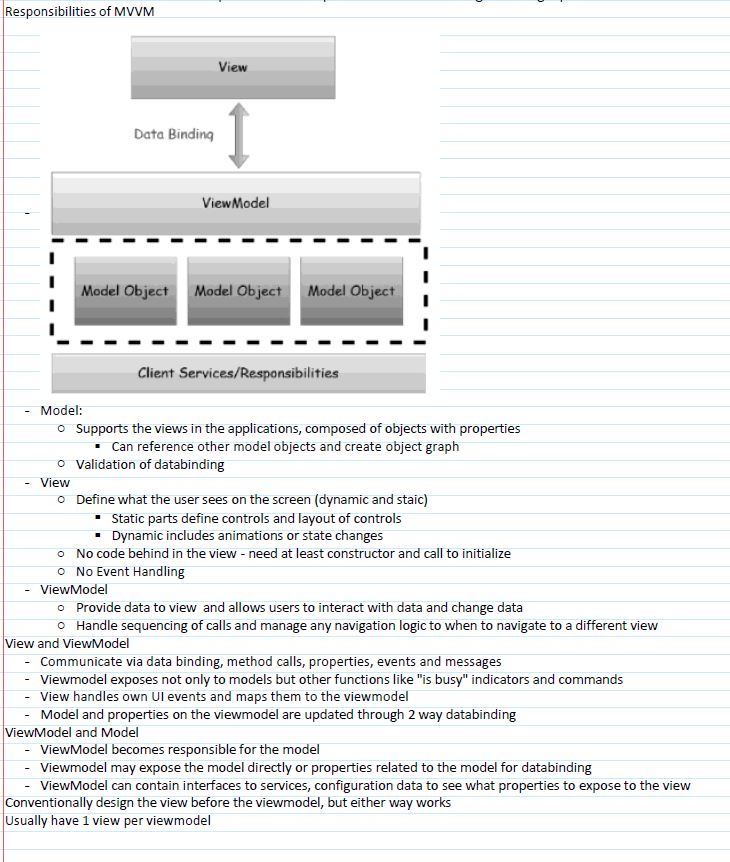 Responsibilities of MVVM
View
Data Binding
ViewModel
-
Model Object Model Object Model Object
Client Services/Responsibilities
- Model:
o Supports the views in the applications, composed of objects with properties
▪ Can reference other model objects and create object graph
o Validation of databinding
- View
o Define what the user sees on the screen (dynamic and staic)
▪ Static parts define controls and layout of controls
▪ Dynamic includes animations or state changes
o No code behind in the view - need at least constructor and call to initialize
o No Event Handling
- ViewModel
o Provide data to view and allows users to interact with data and change data
o Handle sequencing of calls and manage any navigation logic to when to navigate to a different view
View and ViewModel
- Communicate via data binding, method calls, properties, events and messages
- Viewmodel exposes not only to models but other functions like "is busy" indicators and commands
- View handles own UI events and maps them to the viewmodel
- Model and properties on the viewmodel are updated through 2 way databinding
ViewModel and Model
- ViewModel becomes responsible for the model
- Viewmodel may expose the model directly or properties related to the model for databinding
- ViewModel can contain interfaces to services, configuration data to see what properties to expose to the view
Conventionally design the view before the viewmodel, but either way works
Usually have 1 view per viewmodel